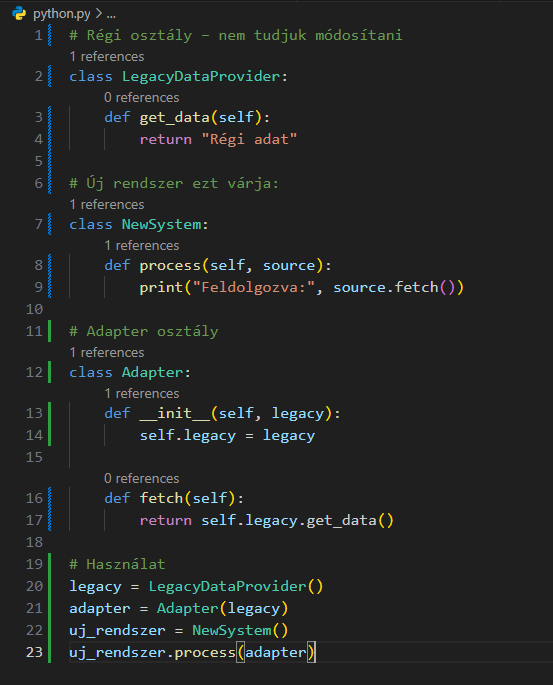 python.py > ...
1 # Régi osztály – nem tudjuk módosítani
1 references
2 class LegacyDataProvider:
0 references
3     def get_data(self):
4         return "Régi adat"
5
6 # Új rendszer ezt várja:
1 references
7 class NewSystem:
1 references
8     def process(self, source):
9         print("Feldolgozva:", source.fetch())
10
11 # Adapter osztály
1 references
12 class Adapter:
1 references
13     def __init__(self, legacy):
14         self.legacy = legacy
15
0 references
16     def fetch(self):
17         return self.legacy.get_data()
18
19 # Használat
20 legacy = LegacyDataProvider()
21 adapter = Adapter(legacy)
22 uj_rendszer = NewSystem()
23 uj_rendszer.process(adapter)